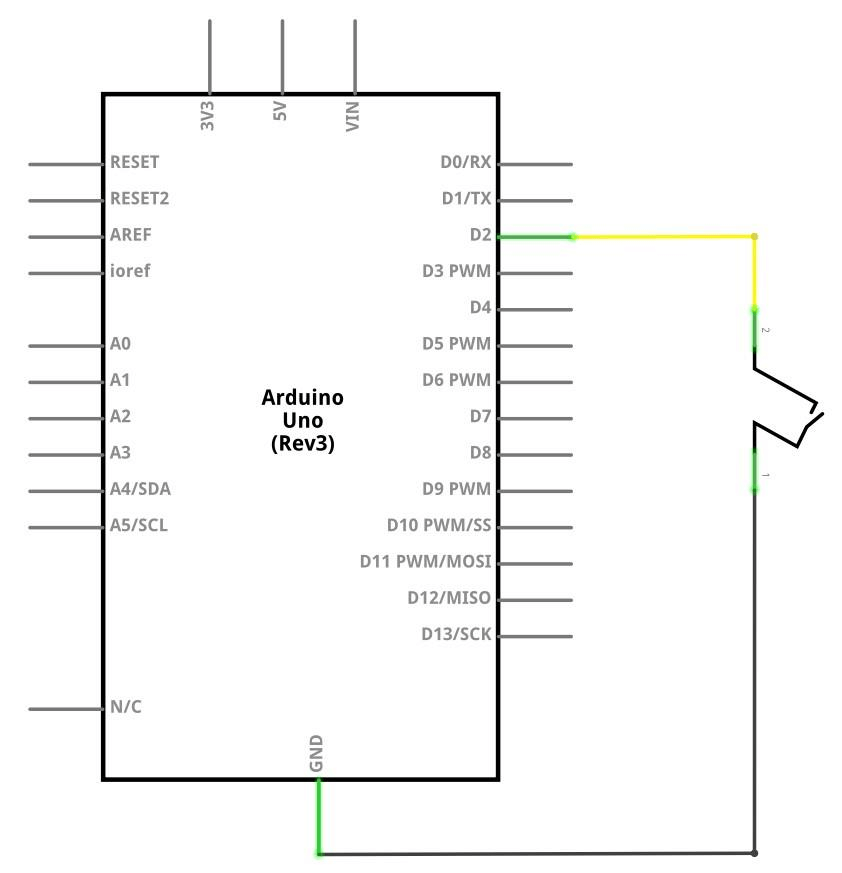 3V3
5V
VIN
RESET
RESET2
AREF
ioref
A0
A1
A2
A3
A4/SDA
A5/SCL
N/C
Arduino
Uno
(Rev3)
D0/RX
D1/TX
D2
D3 PWM
D4
D5 PWM
D6 PWM
D7
D8
D9 PWM
D10 PWM/SS
D11 PWM/MOSI
D12/MISO
D13/SCK
GND
2
1